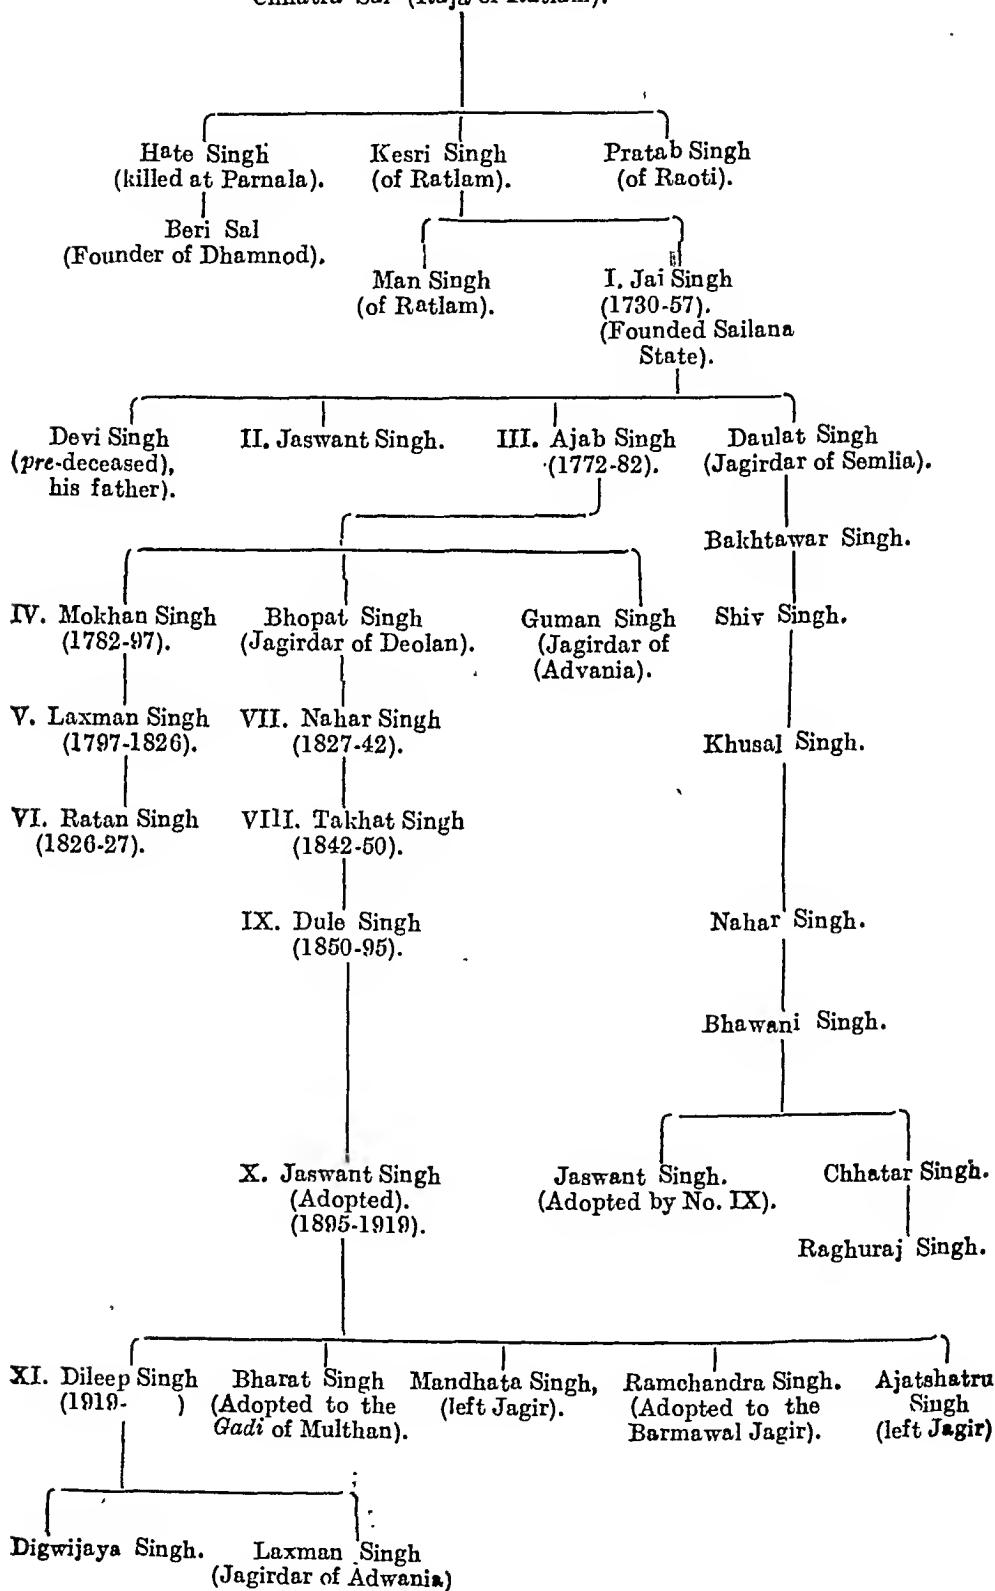 Chhatra Sal (Raja of Ratlam).
Hate Singh
(killed at Parnala).
Kesri Singh
(of Ratlam).
Pratab Singh
(of Raoti).
Beri Sal
(Founder of Dhamnod).
Man Singh
(of Ratlam).
I. Jai Singh
(1730-57).
(Founded Sailana
State).
Devi Singh
(pre-deceased),
his father).
II. Jaswant Singh.
III. Ajab Singh
(1772-82).
Daulat Singh
(Jagirdar of Semlia).
Bakhtawar Singh.
IV. Mokhan Singh
(1782-97).
Bhopat Singh
(Jagirdar of Deolan).
Guman Singh
(Jagirdar of
(Advania).
Shiv Singh.
V. Laxman Singh
(1797-1826).
VII. Nahar Singh
(1827-42).
Khusal Singh.
VI. Ratan Singh
(1826-27).
VIII. Takhat Singh
(1842-50).
IX. Dule Singh
(1850-95).
Nahar Singh.
Bhawani Singh.
X. Jaswant Singh
(Adopted).
(1895-1919).
Jaswant Singh.
(Adopted by No. IX).
Chhatar Singh.
Raghuraj Singh.
XI. Dileep Singh
(1919- )
Bharat Singh
(Adopted to the
Gadi of Multhan).
Mandhata Singh,
(left Jagir).
Ramchandra Singh.
(Adopted to the
Barmawal Jagir).
Ajatshatru
Singh
(left Jagir)
Digwijaya Singh.
Laxman Singh
(Jagirdar of Adwania)